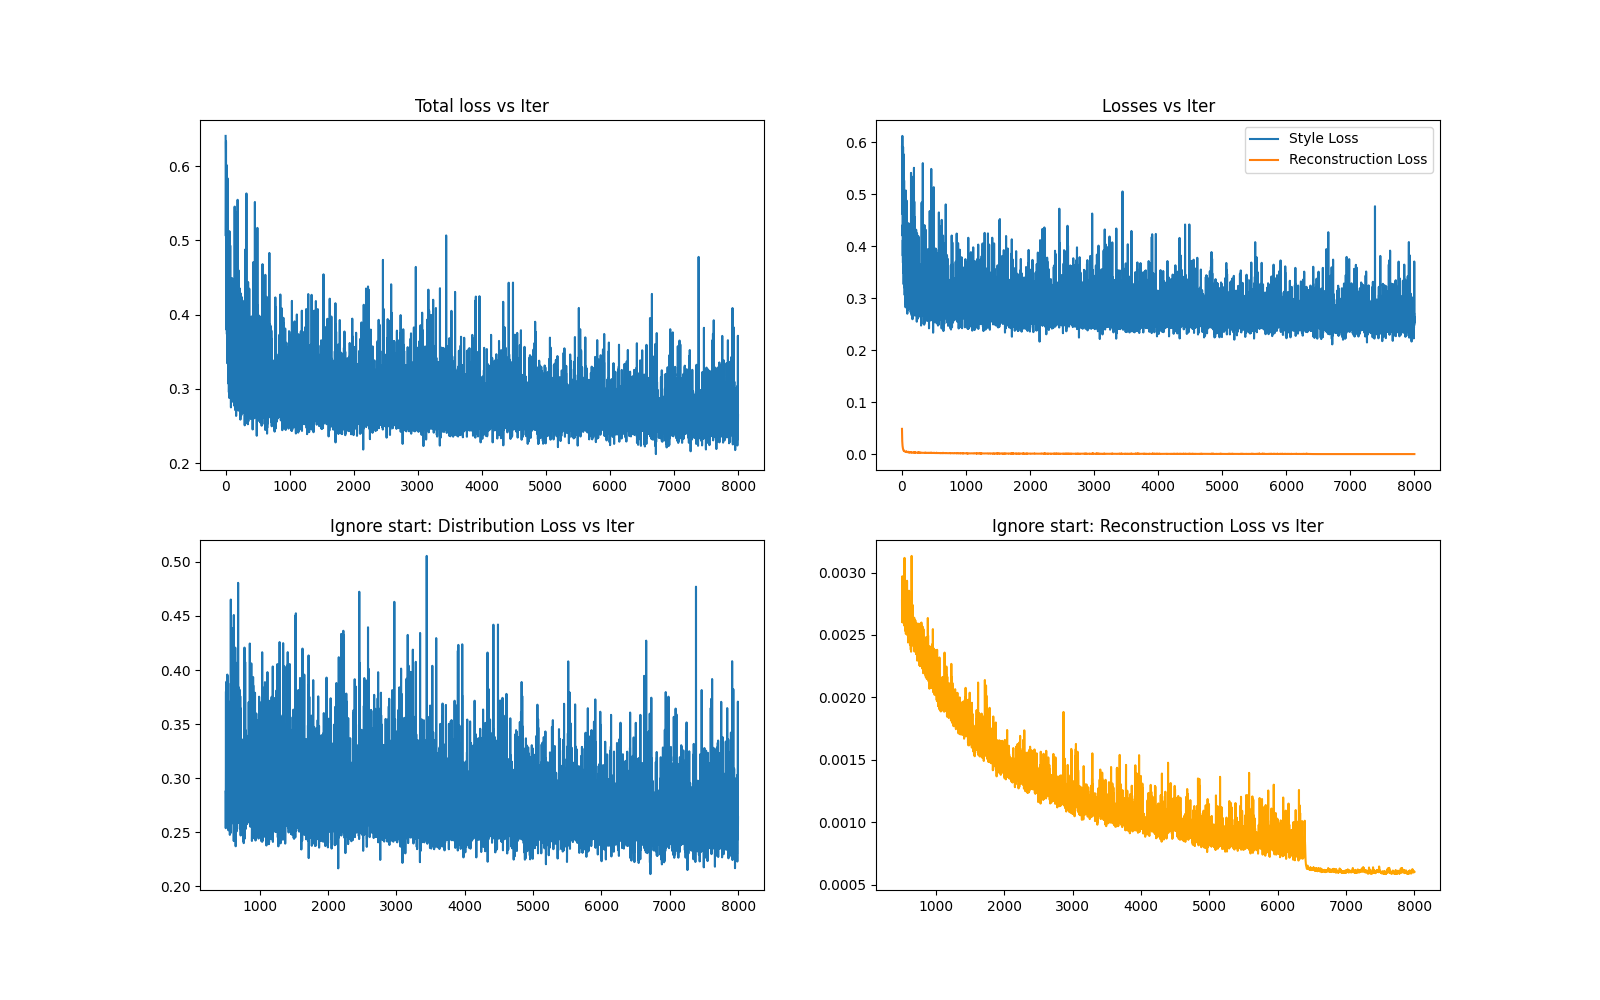 Total loss vs Iter
0.6
0.5
0.4
0.3
0.2
0 1000 2000 3000 4000 5000 6000 7000 8000
Losses vs Iter
Style Loss
Reconstruction Loss
0.6
0.5
0.4
0.3
0.2
0.1
0.0
0 1000 2000 3000 4000 5000 6000 7000 8000
Ignore start: Distribution Loss vs Iter
0.50
0.45
0.40
0.35
0.30
0.25
0.20
1000 2000 3000 4000 5000 6000 7000 8000
Ignore start: Reconstruction Loss vs Iter
0.0030
0.0025
0.0020
0.0015
0.0010
0.0005
1000 2000 3000 4000 5000 6000 7000 8000